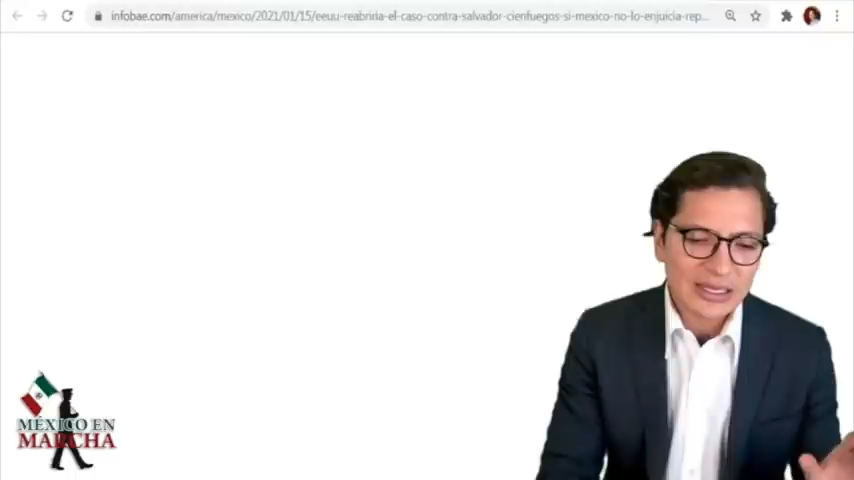 infobae.com/america/mexico/2021/01/15/eeuu-reabriria-el-caso-contra-salvador-cienfuegos-si-mexico-no-lo-enjuicia-rep...
MÉXICO EN
MARCHA